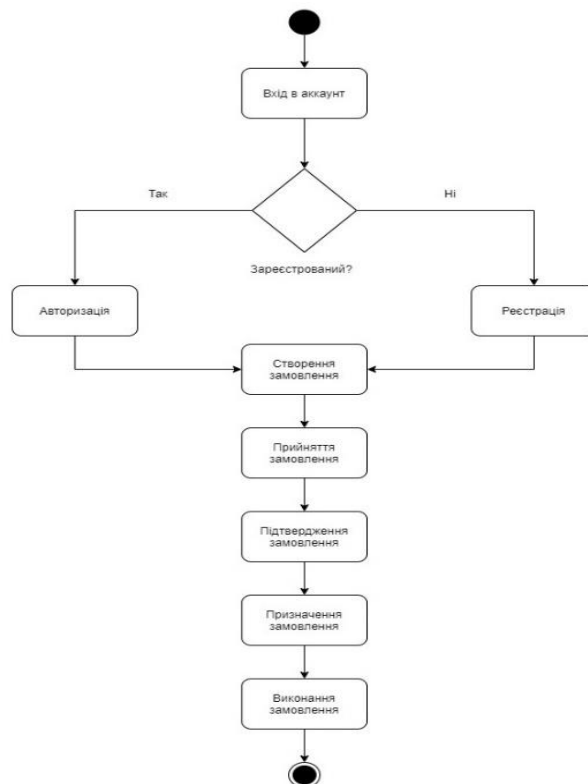 Вхід в аккаунт
Так
Ні
Зареєстрований?
Авторизація
Реєстрація
Створення
замовлення
Прийняття
замовлення
Підтвердження
замовлення
Призначення
замовлення
Виконання
замовлення